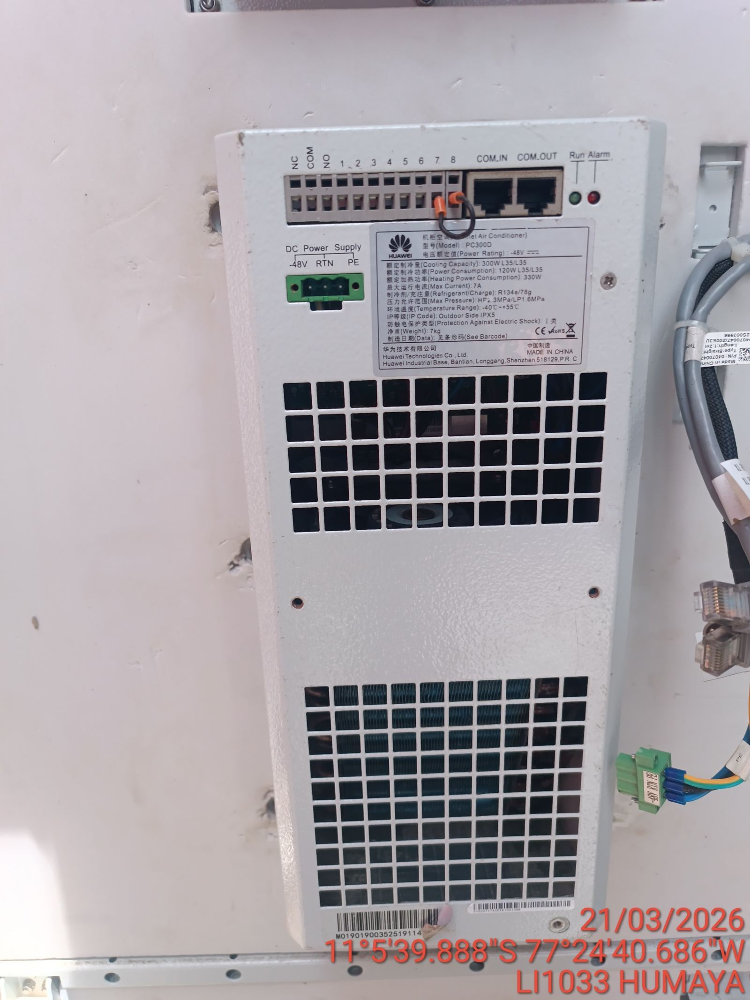 NC COM NO 1 2 3 4 5 6 7 8 COM.IN COM.OUT Run Alarm
DC Power Supply
-48V RTN PE
HUAWEI
机柜空 net Air Conditioner)
型号(Model) : PC300D
电压额定值(Power Rating) : -48V
额定制冷量(Cooling Capacity): 300W L35/L35
额定制冷功率(Power Consumption): 120W L35/L35
额定加热功率(Heating Power Consumption): 330W
最大运行电流(Max Current): 7A
制冷剂/充注量(Refrigerant/Charge): R134a/78g
压力允许范围(Max Pressure): HP2.3MPa/LP1.6MPa
环境温度(Temperature Range): -40℃~+55℃
IP等级(IP Code): Outdoor Side IPX5
防触电保护类型(Protection Against Electric Shock): I 类
净重(Weight): 7kg
CE RoHS
制造日期(Data): 见条形码(See Barcode)
华为技术有限公司
中国制造
Huawei Technologies Co., Ltd.
MADE IN CHINA
Huawei Industrial Base, Bantian, Longgang, Shenzhen 518129, P.R.C
Made in China
P/N: 04070047
Type:Straight
Length:1.2m
PE
-48V RTN PE
M01901900352519114
21/03/2026
11°5'39.888"S 77°24'40.686"W
LI1033 HUMAYA